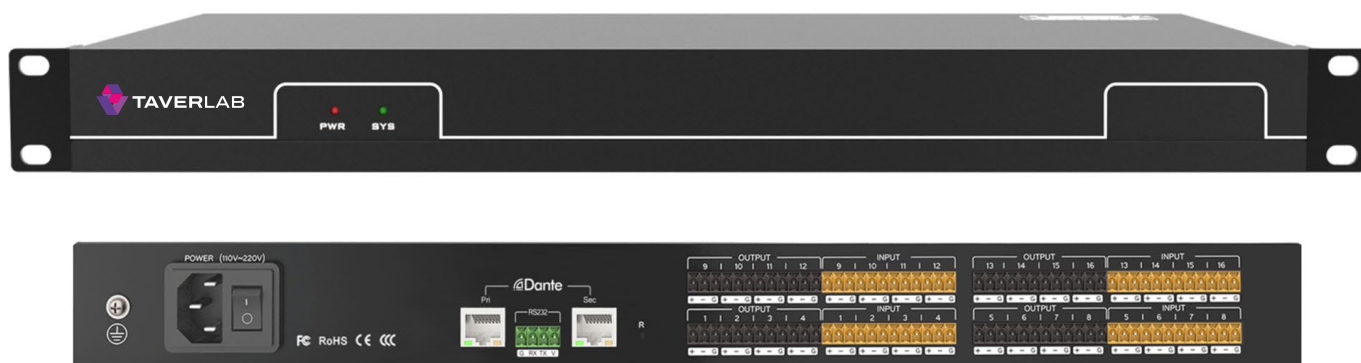 TAVERLAB
PWR SYS
POWER (110V~220V)
Dante
Pri Sec
RS232
G RX TX V
FC RoHS CE CCC
R
OUTPUT INPUT OUTPUT INPUT
9 I 10 I 11 I 12 9 I 10 I 11 I 12 13 I 14 I 15 I 16 13 I 14 I 15 I 16
+ - G + - G + - G + - G + - G + - G + - G + - G + - G + - G + - G + - G + - G + - G + - G + - G
OUTPUT INPUT OUTPUT INPUT
1 I 2 I 3 I 4 1 I 2 I 3 I 4 5 I 6 I 7 I 8 5 I 6 I 7 I 8
+ - G + - G + - G + - G + - G + - G + - G + - G + - G + - G + - G + - G + - G + - G + - G + - G